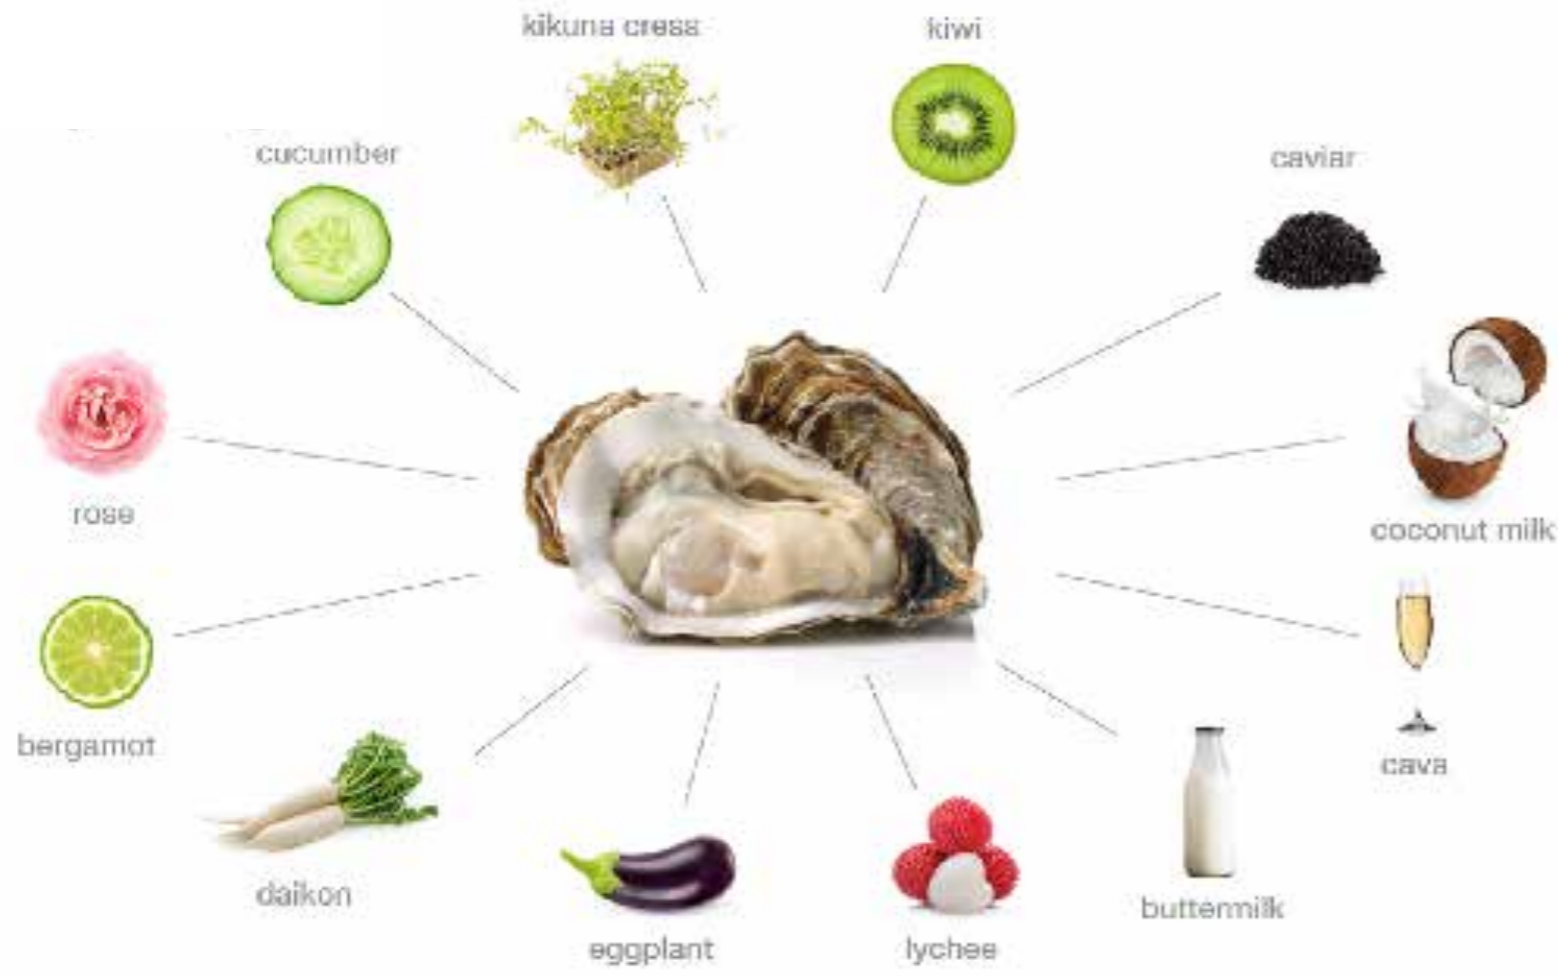 kikuna cress
kiwi
cucumber
caviar
rose
coconut milk
bergamot
cava
daikon
buttermilk
eggplant
lychee